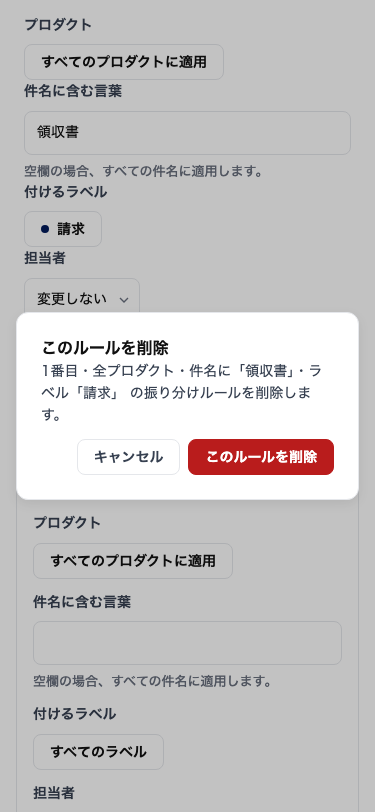 プロダクト
すべてのプロダクトに適用
件名に含む言葉
領収書
空欄の場合、すべての件名に適用します。
付けるラベル
請求
担当者
変更しない
このルールを削除
1番目・全プロダクト・件名に「領収書」・ラ
ベル「請求」 の振り分けルールを削除しま
す。
キャンセル
このルールを削除
プロダクト
すべてのプロダクトに適用
件名に含む言葉
空欄の場合、すべての件名に適用します。
付けるラベル
すべてのラベル
担当者